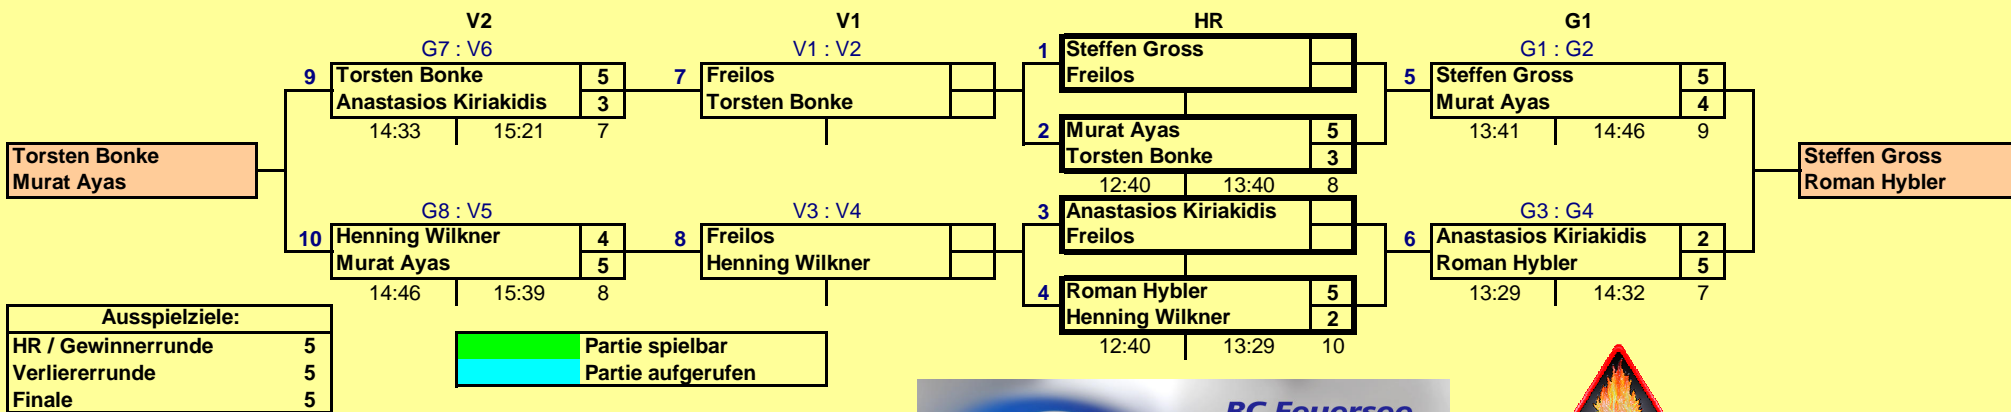 V2
V1
HR
G1
G7 : V6
V1 : V2
G1 : G2
9
Torsten Bonke 5
Anastasios Kiriakidis 3
14:33 15:21 7
7
Freilos
Torsten Bonke
1
Steffen Gross
Freilos
2
Murat Ayas 5
Torsten Bonke 3
12:40 13:40 8
5
Steffen Gross 5
Murat Ayas 4
13:41 14:46 9
Torsten Bonke
Murat Ayas
Steffen Gross
Roman Hybler
G8 : V5
V3 : V4
G3 : G4
10
Henning Wilkner 4
Murat Ayas 5
14:46 15:39 8
8
Freilos
Henning Wilkner
3
Anastasios Kiriakidis
Freilos
4
Roman Hybler 5
Henning Wilkner 2
12:40 13:29 10
6
Anastasios Kiriakidis 2
Roman Hybler 5
13:29 14:32 7
Ausspielziele:
HR / Gewinnerrunde 5
Verliererrunde 5
Finale 5
Partie spielbar
Partie aufgerufen